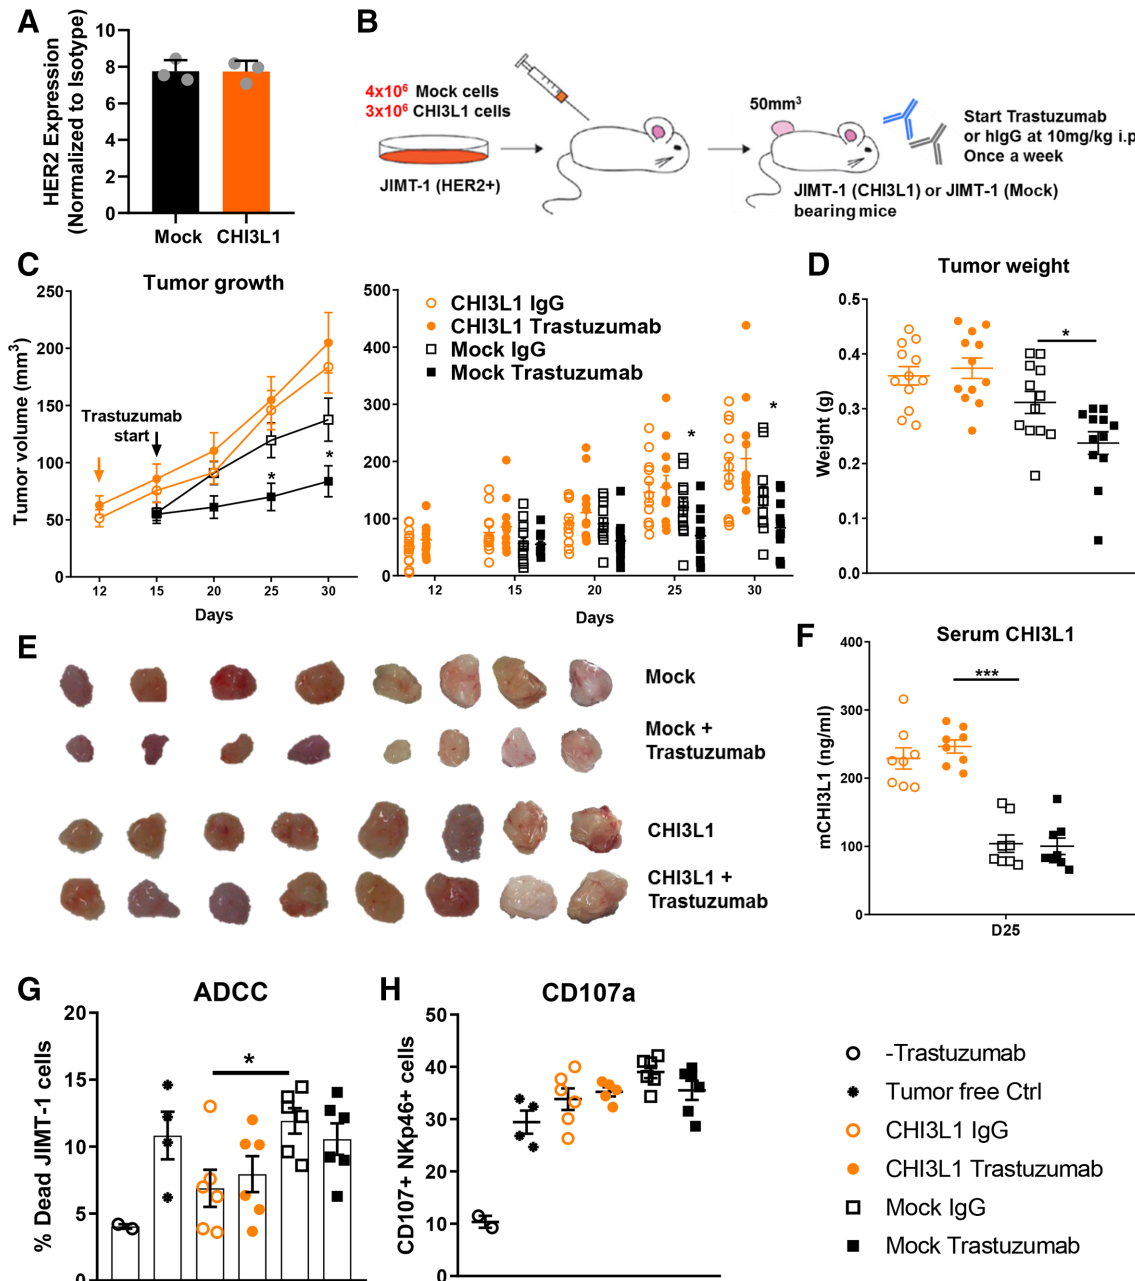 A
HER2 Expression
(Normalized to Isotype)
10
8
6
4
2
0
Mock
CHI3L1
B
4x10⁶ Mock cells
3x10⁶ CHI3L1 cells
JIMT-1 (HER2+)
50mm³
Start Trastuzumab
or hIgG at 10mg/kg i.p
Once a week
JIMT-1 (CHI3L1) or JIMT-1 (Mock)
bearing mice
C
Tumor growth
Tumor volume (mm³)
250
200
150
100
50
0
Trastuzumab
start
*
*
12
15
20
25
30
Days
500
400
300
200
100
0
CHI3L1 IgG
CHI3L1 Trastuzumab
Mock IgG
Mock Trastuzumab
*
*
12
15
20
25
30
Days
D
Tumor weight
Weight (g)
0.5
0.4
0.3
0.2
0.1
0.0
*
E
Mock
Mock +
Trastuzumab
CHI3L1
CHI3L1 +
Trastuzumab
F
Serum CHI3L1
mCHI3L1 (ng/ml)
400
300
200
100
0
***
D25
G
ADCC
% Dead JIMT-1 cells
20
15
10
5
0
*
H
CD107a
CD107+ NKp46+ cells
50
40
30
20
10
0
-Trastuzumab
Tumor free Ctrl
CHI3L1 IgG
CHI3L1 Trastuzumab
Mock IgG
Mock Trastuzumab